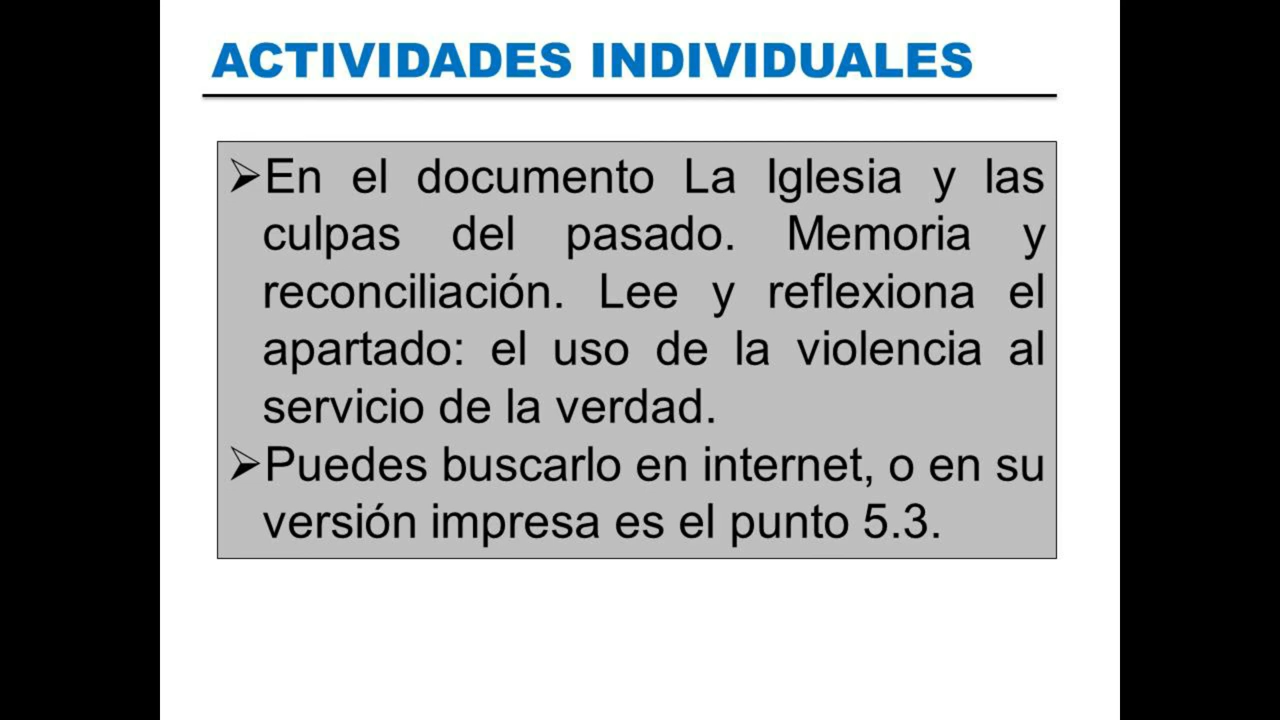 ACTIVIDADES INDIVIDUALES
➢En el documento La Iglesia y las
culpas del pasado. Memoria y
reconciliación. Lee y reflexiona el
apartado: el uso de la violencia al
servicio de la verdad.
➢Puedes buscarlo en internet, o en su
versión impresa es el punto 5.3.